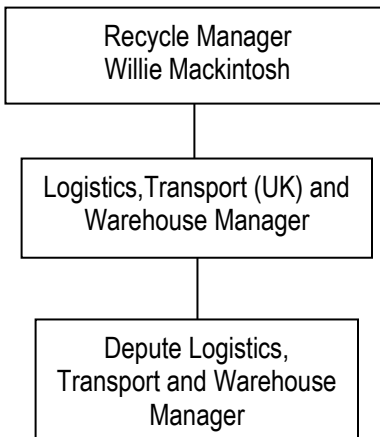 Recycle Manager
Willie Mackintosh
Logistics,Transport (UK) and
Warehouse Manager
Depute Logistics,
Transport and Warehouse
Manager